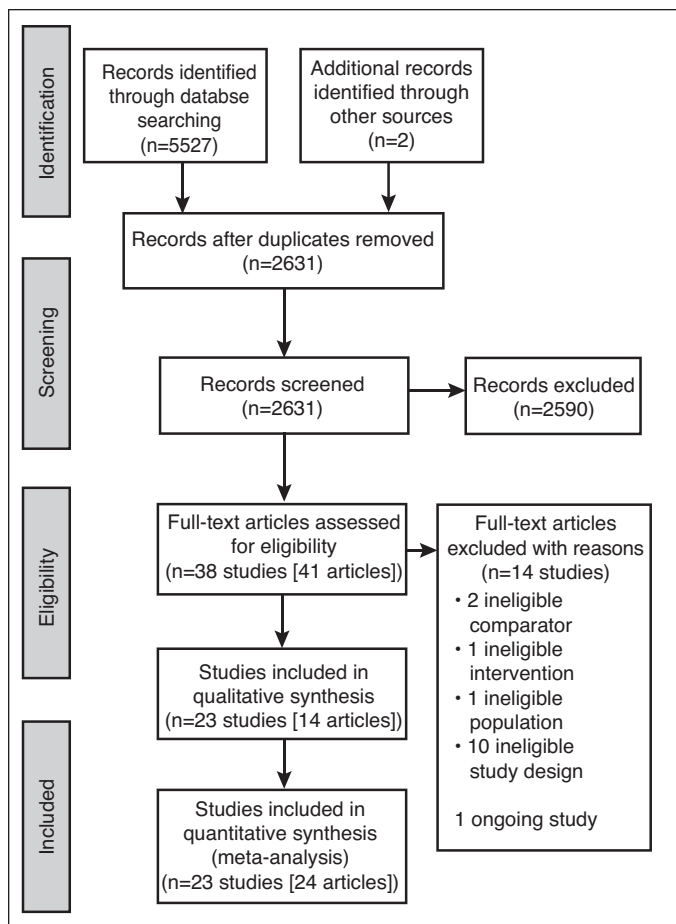 Identification
Records identified
through databse
searching
(n=5527)
Additional records
identified through
other sources
(n=2)
Records after duplicates removed
(n=2631)
Screening
Records screened
(n=2631)
Records excluded
(n=2590)
Eligibility
Full-text articles assessed
for eligibility
(n=38 studies [41 articles])
Full-text articles
excluded with reasons
(n=14 studies)
• 2 ineligible
comparator
• 1 ineligible
intervention
• 1 ineligible
population
• 10 ineligible
study design
1 ongoing study
Studies included in
qualitative synthesis
(n=23 studies [14 articles])
Included
Studies included in
quantitative synthesis
(meta-analysis)
(n=23 studies [24 articles])